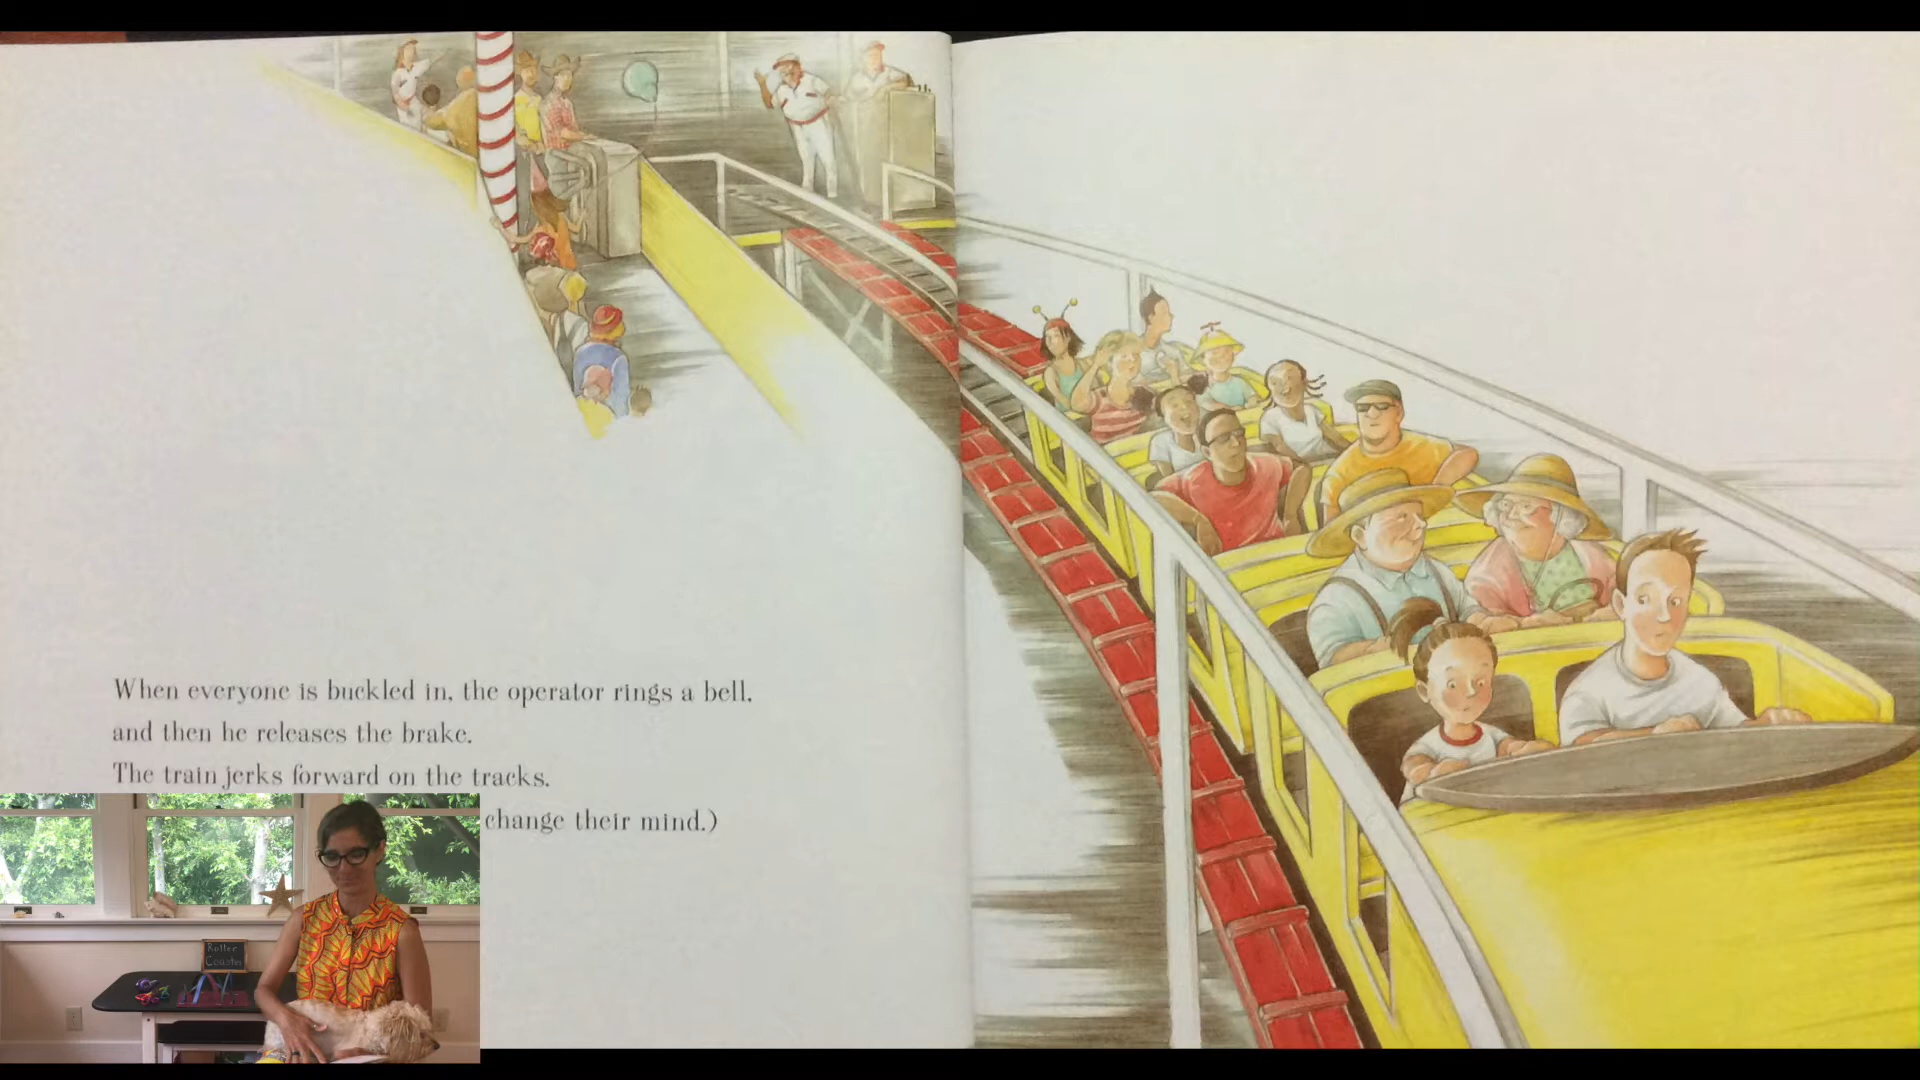 When everyone is buckled in, the operator rings a bell,
and then he releases the brake.
The train jerks forward on the tracks.
change their mind.)
Roller
Coaster